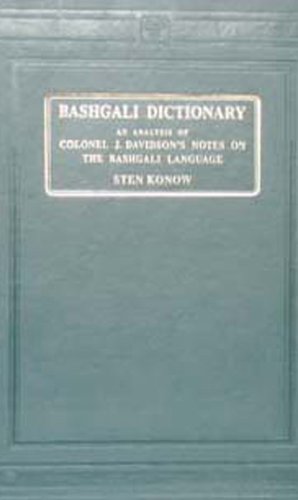 BASHGALI DICTIONARY
AN ANALYSIS OF
COLONEL J. DAVIDSON'S NOTES ON
THE BASHGALI LANGUAGE
STEN KONOW